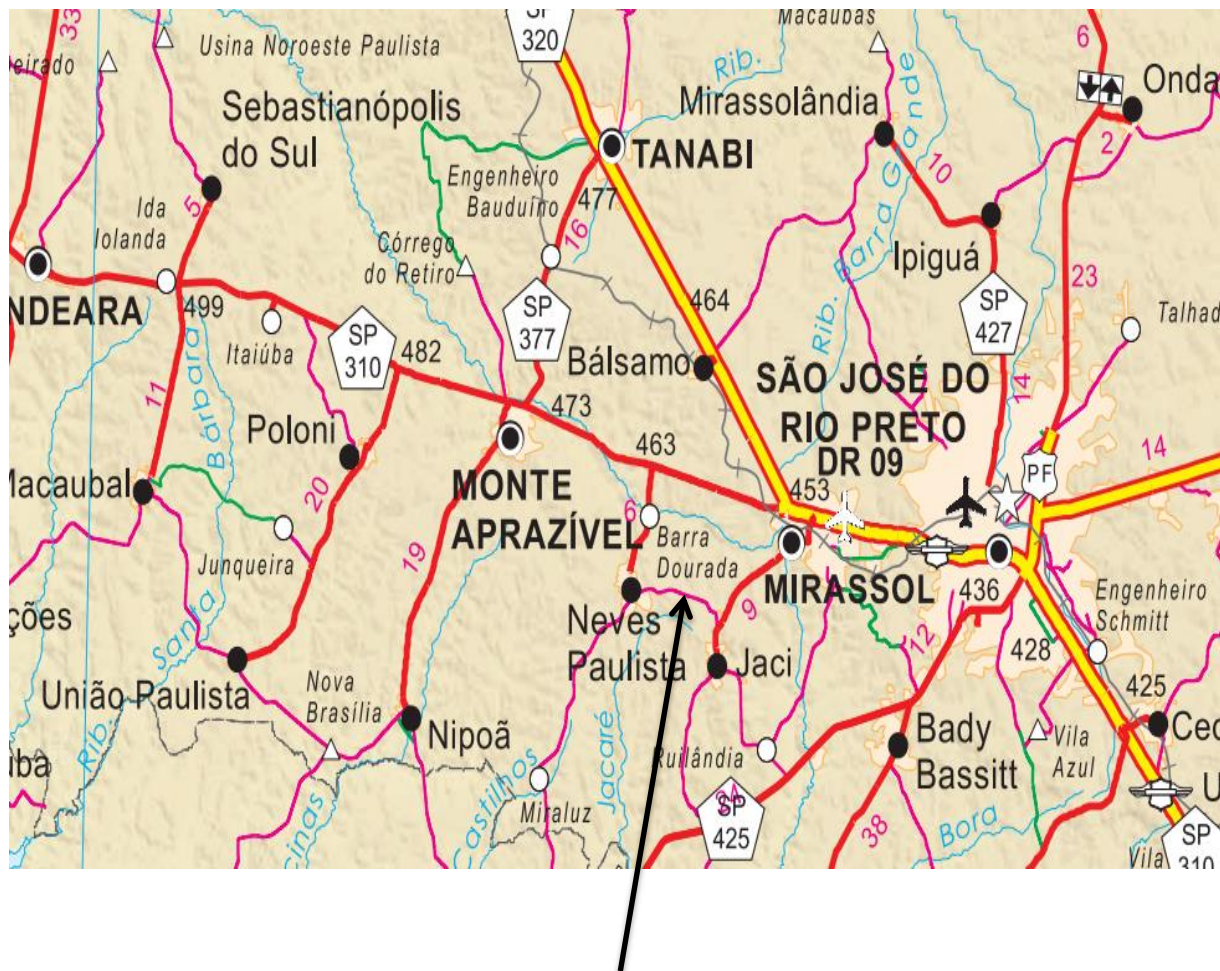 SP
320
Macaubas
6
33
Usina Noroeste Paulista
eirado
Rib.
Onda
Sebastianópolis
do Sul
Mirassolândia
2
TANABI
10
Engenheiro
Bauduino
477
5
Ida
Iolanda
16
Rib. Barra Grande
Córrego
do Retiro
Ipiguá
23
NDEARA
499
SP
377
464
SP
427
Talhad
Itaiúba
SP
310
482
Bálsamo
SÃO JOSÉ DO
RIO PRETO
DR 09
14
11
Bárbara
473
Poloni
463
PF
14
Macaubal
20
MONTE
APRAZÍVEL
453
6
19
Barra
Dourada
Junqueira
MIRASSOL
436
Engenheiro
Schmitt
9
ções
Neves
Paulista
12
428
Santa
Jaci
União Paulista
Nova
Brasília
425
Nipoã
Bady
Bassitt
Vila
Azul
Ced
Rib.
ubá
Ruilândia
Jacaré
Castilhos
Miraluz
SP
425
38
Bora
U
cinas
Vila
SP
310